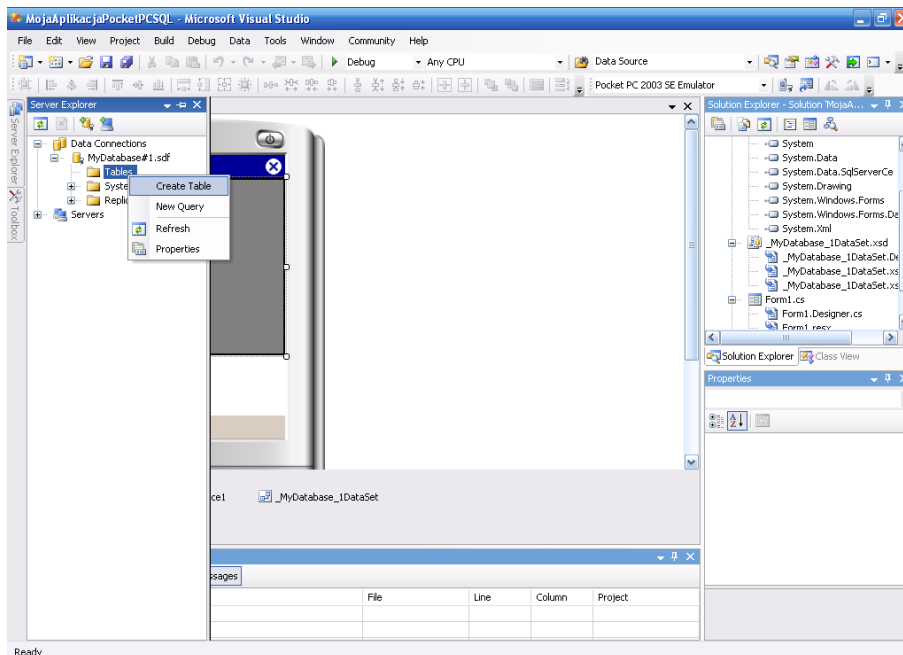 MojaAplikacjaPocketPCSQL - Microsoft Visual Studio
File Edit View Project Build Debug Data Tools Window Community Help
Debug Any CPU Data Source
Pocket PC 2003 SE Emulator
Server Explorer
Data Connections
MyDatabase#1.sdf
Tables
Syste
Replic
Servers
Create Table
New Query
Refresh
Properties
Server Explorer
Toolbox
ce1 _MyDatabase_1DataSet
ssages
File Line Column Project
Solution Explorer - Solution 'MojaA...
System
System.Data
System.Data.SqlServerCe
System.Drawing
System.Windows.Forms
System.Windows.Forms.Da
System.Xml
_MyDatabase_1DataSet.xsd
_MyDatabase_1DataSet.De
_MyDatabase_1DataSet.xs
_MyDatabase_1DataSet.xs
Form1.cs
Form1.Designer.cs
Form1.resx
Solution Explorer Class View
Properties
Ready